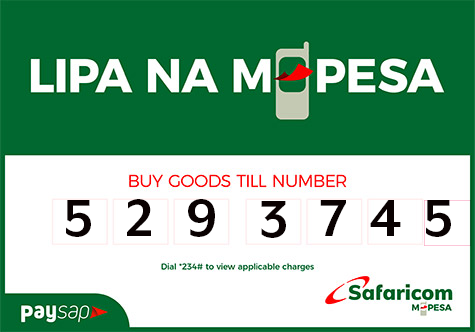 LIPA NA M-PESA
BUY GOODS TILL NUMBER
5 2 9 3 7 4 5
Dial *234# to view applicable charges
paysap
Safaricom
M-PESA